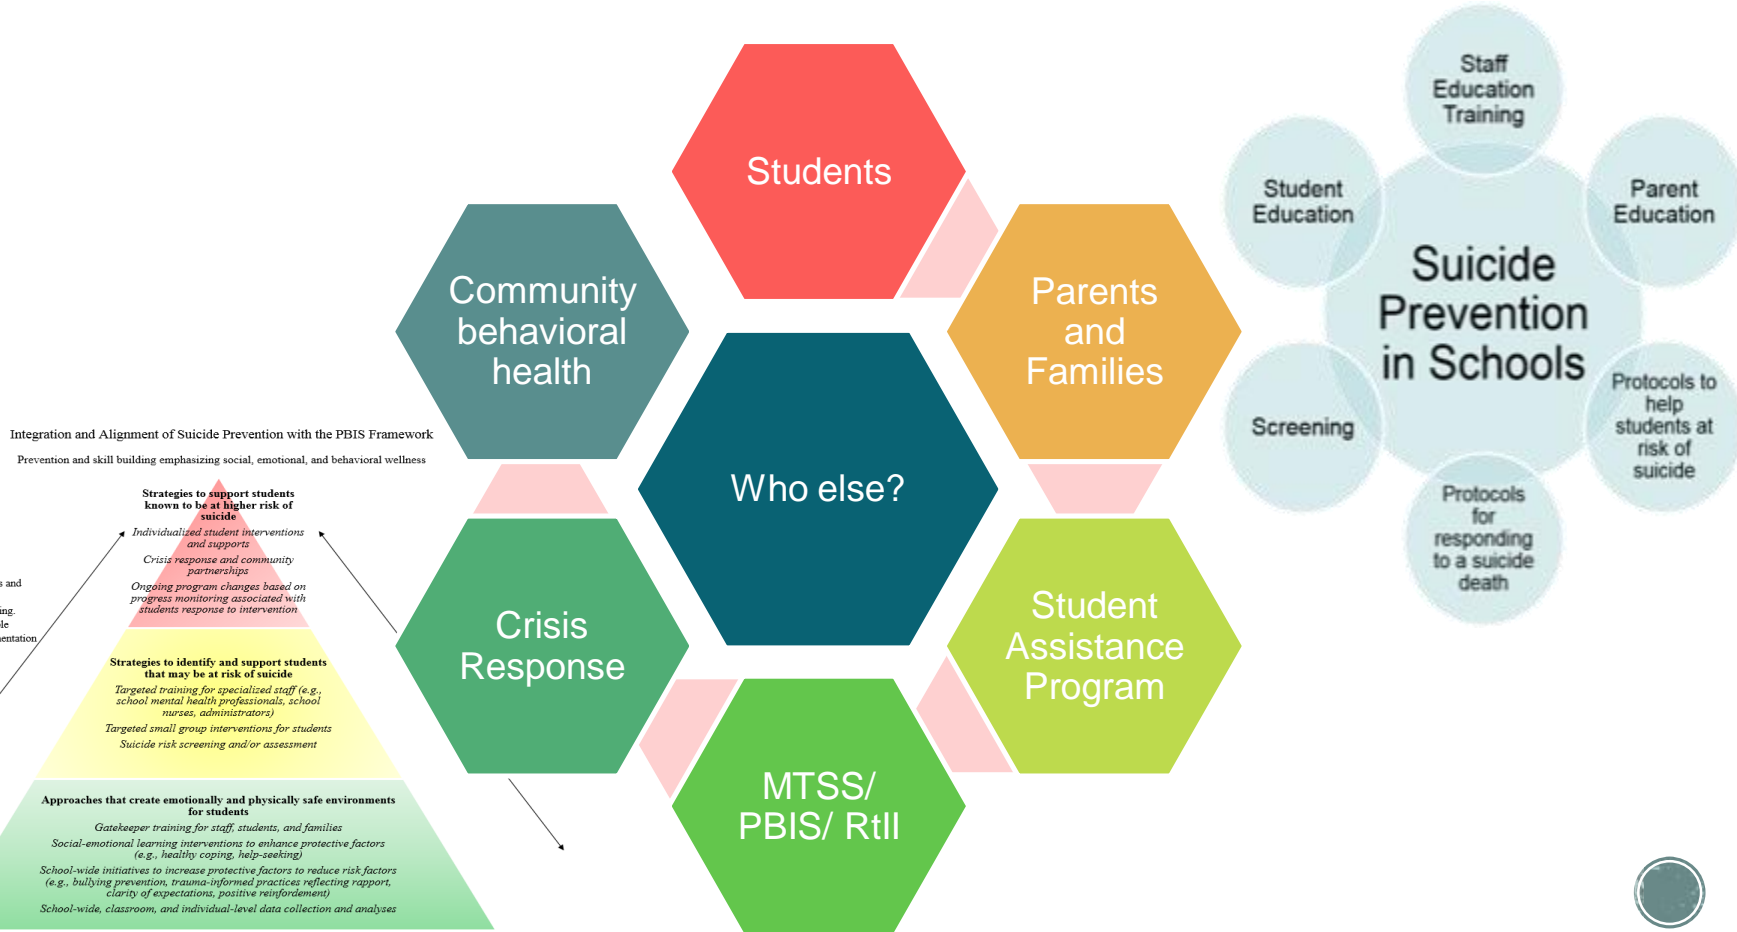 Students
Community
behavioral
health
Parents
and
Families
Who else?
Crisis
Response
Student
Assistance
Program
MTSS/
PBIS/ RtII
Staff
Education
Training
Student
Education
Parent
Education
Suicide
Prevention
in Schools
Screening
Protocols to
help
students at
risk of
suicide
Protocols
for
responding
to a suicide
death
Integration and Alignment of Suicide Prevention with the PBIS Framework
Prevention and skill building emphasizing social, emotional, and behavioral wellness
Strategies to support students
known to be at higher risk of
suicide
Individualized student interventions
and supports
Crisis response and community
partnerships
Ongoing program changes based on
progress monitoring associated with
students response to intervention
and
Strategies to identify and support students
that may be at risk of suicide
Targeted training for specialized staff (e.g.,
school mental health professionals, school
nurses, administrators)
Targeted small group interventions for students
Suicide risk screening and/or assessment
Approaches that create emotionally and physically safe environments
for students
Gatekeeper training for staff, students, and families
Social-emotional learning interventions to enhance protective factors
(e.g., healthy coping, help-seeking)
School-wide initiatives to increase protective factors to reduce risk factors
(e.g., bullying prevention, trauma-informed practices reflecting rapport,
clarity of expectations, positive reinfordement)
School-wide, classroom, and individual-level data collection and analyses